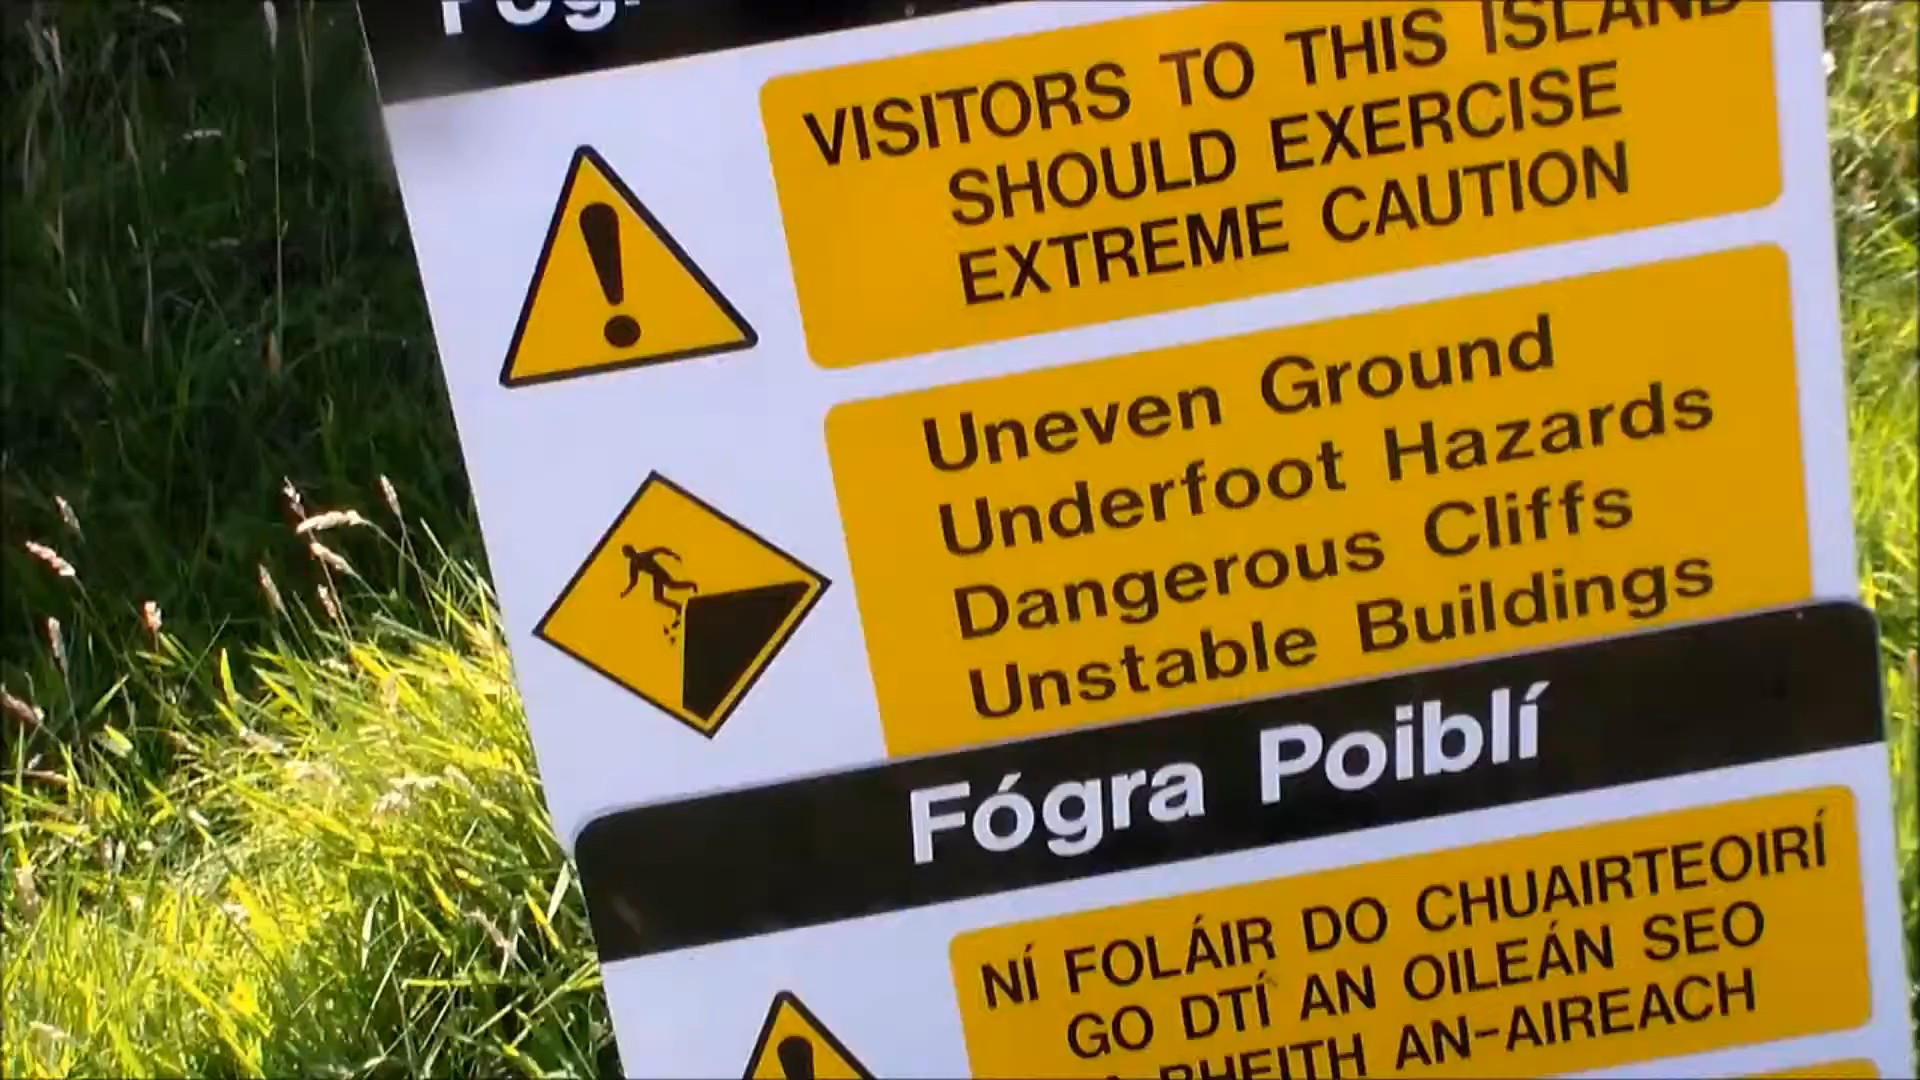 VISITORS TO THIS ISLAND
SHOULD EXERCISE
EXTREME CAUTION
Uneven Ground
Underfoot Hazards
Dangerous Cliffs
Unstable Buildings
Fógra Poiblí
NÍ FOLÁIR DO CHUAIRTEOIRÍ
GO DTÍ AN OILEÁN SEO
BHEITH AN-AIREACH